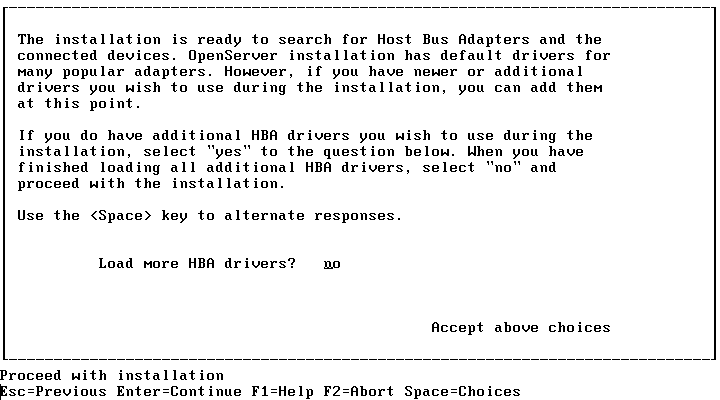 The installation is ready to search for Host Bus Adapters and the
connected devices. OpenServer installation has default drivers for
many popular adapters. However, if you have newer or additional
drivers you wish to use during the installation, you can add them
at this point.
If you do have additional HBA drivers you wish to use during the
installation, select "yes" to the question below. When you have
finished loading all additional HBA drivers, select "no" and
proceed with the installation.
Use the <Space> key to alternate responses.
Load more HBA drivers? no
Accept above choices
Proceed with installation
Esc=Previous Enter=Continue F1=Help F2=Abort Space=Choices